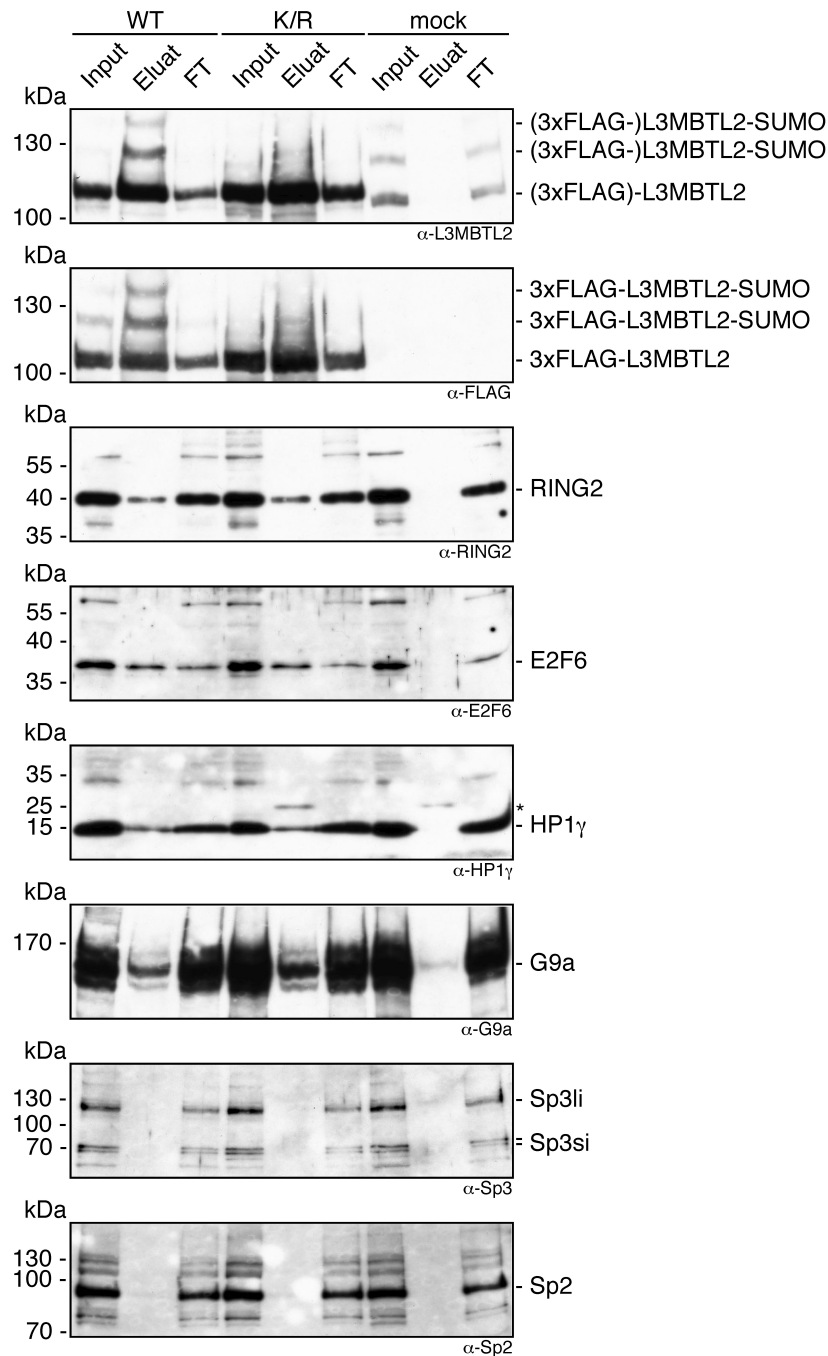 WT K/R mock
Input Eluat FT Input Eluat FT Input Eluat FT
kDa
130 -
100 -
- (3xFLAG-)L3MBTL2-SUMO
- (3xFLAG-)L3MBTL2-SUMO
- (3xFLAG)-L3MBTL2
α-L3MBTL2
kDa
130 -
100 -
- 3xFLAG-L3MBTL2-SUMO
- 3xFLAG-L3MBTL2-SUMO
- 3xFLAG-L3MBTL2
α-FLAG
kDa
55 -
40 -
35 -
- RING2
α-RING2
kDa
55 -
40 -
35 -
- E2F6
α-E2F6
kDa
35 -
25 -
15 -
*
- HP1γ
α-HP1γ
kDa
170 -
- G9a
α-G9a
kDa
130 -
100 -
70 -
- Sp3li
= Sp3si
α-Sp3
kDa
130 -
100 -
70 -
- Sp2
α-Sp2